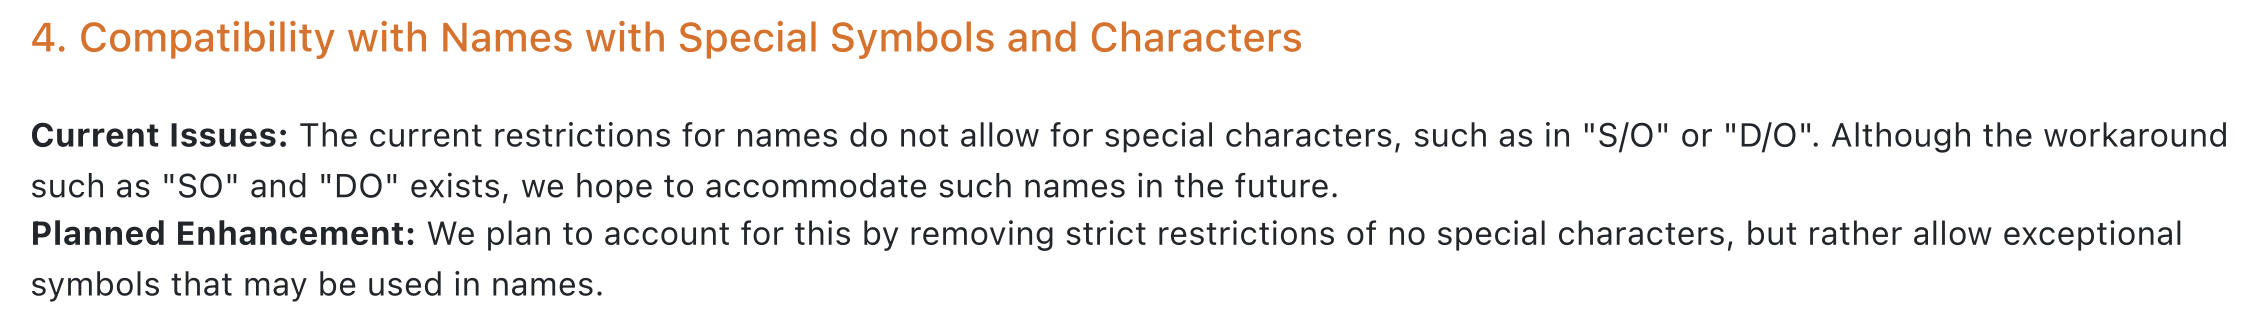 4. Compatibility with Names with Special Symbols and Characters
Current Issues: The current restrictions for names do not allow for special characters, such as in "S/O" or "D/O". Although the workaround
such as "SO" and "DO" exists, we hope to accommodate such names in the future.
Planned Enhancement: We plan to account for this by removing strict restrictions of no special characters, but rather allow exceptional
symbols that may be used in names.